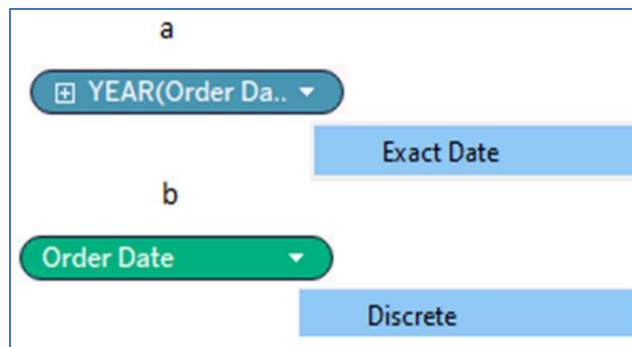 a
YEAR(Order Da..
Exact Date
b
Order Date
Discrete